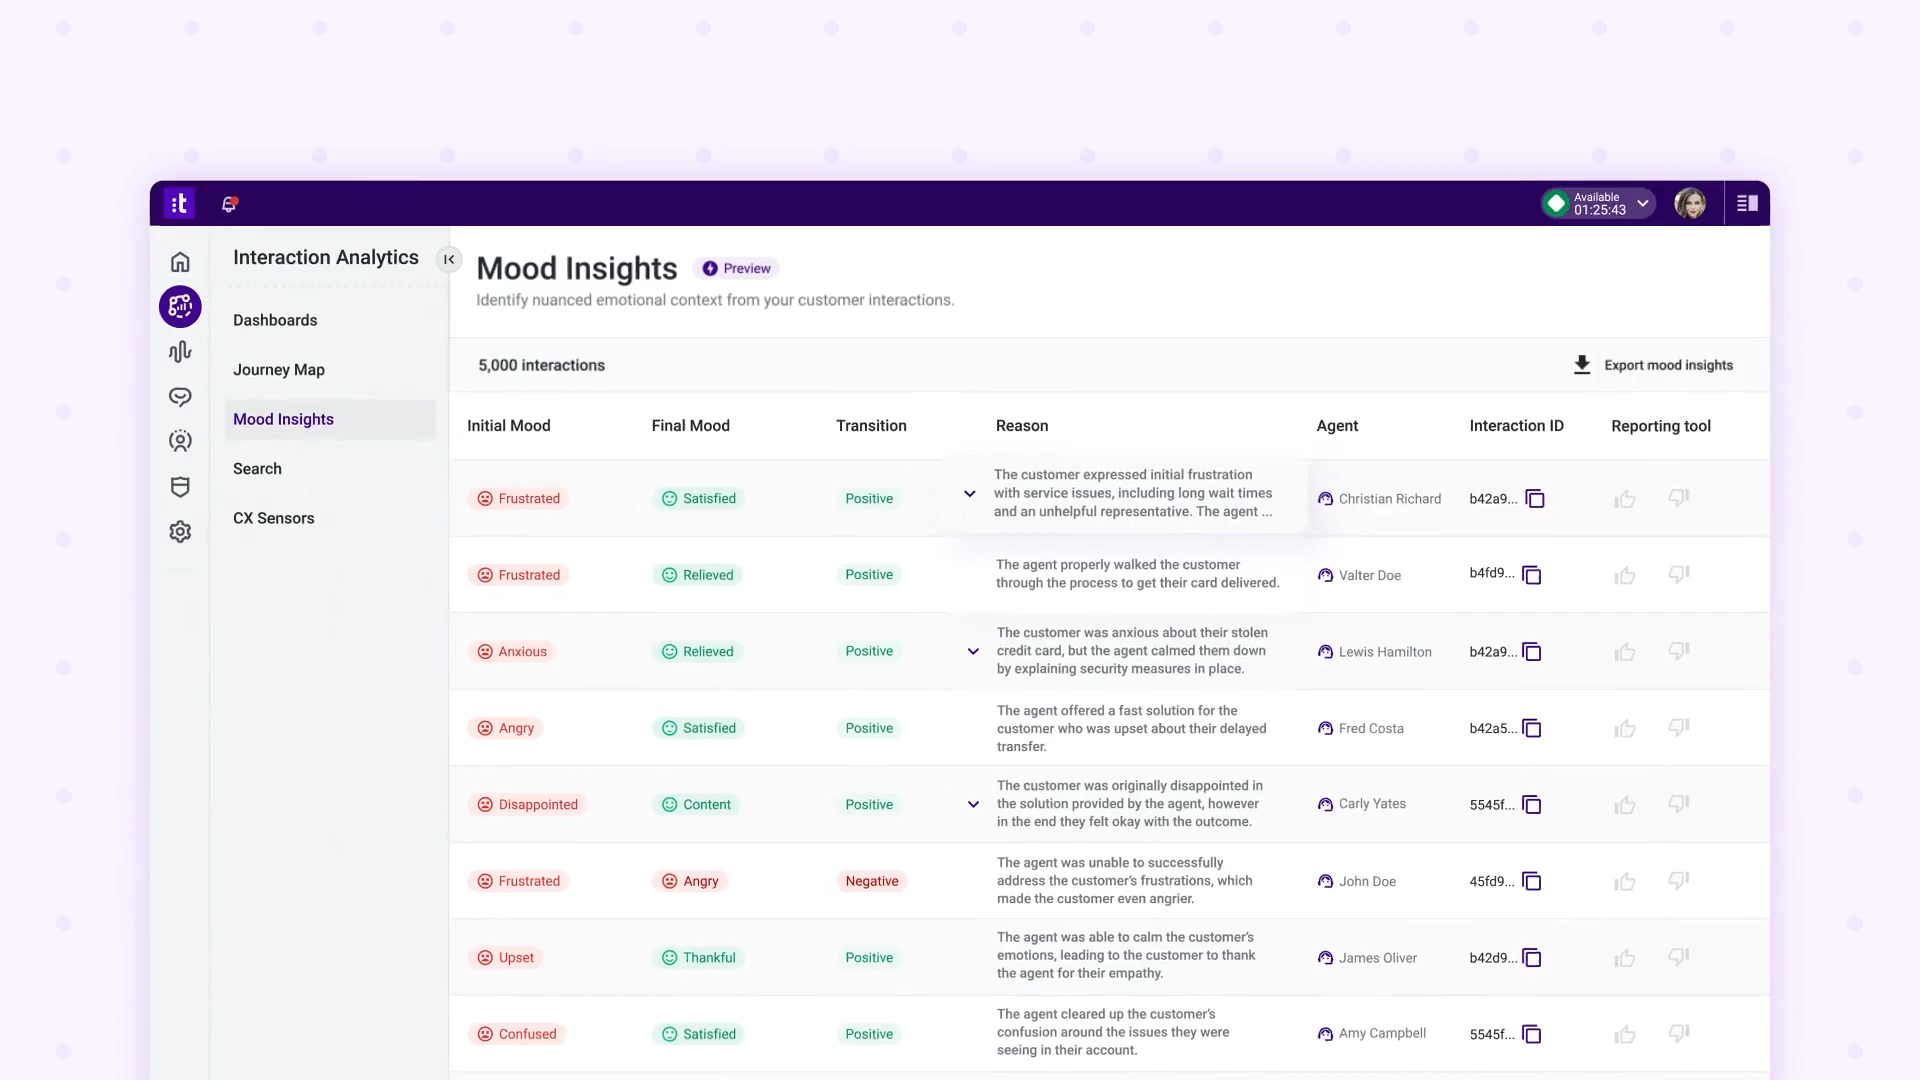 :t
Available
01:25:43
Interaction Analytics
Dashboards
Journey Map
Mood Insights
Search
CX Sensors
Mood Insights
Preview
Identify nuanced emotional context from your customer interactions.
5,000 interactions
Export mood insights
Initial Mood Final Mood Transition Reason Agent Interaction ID Reporting tool
Frustrated Satisfied Positive
The customer expressed initial frustration
with service issues, including long wait times
and an unhelpful representative. The agent ...
Christian Richard b42a9...
Frustrated Relieved Positive
The agent properly walked the customer
through the process to get their card delivered.
Valter Doe b4fd9...
Anxious Relieved Positive
The customer was anxious about their stolen
credit card, but the agent calmed them down
by explaining security measures in place.
Lewis Hamilton b42a9...
Angry Satisfied Positive
The agent offered a fast solution for the
customer who was upset about their delayed
transfer.
Fred Costa b42a5...
Disappointed Content Positive
The customer was originally disappointed in
the solution provided by the agent, however
in the end they felt okay with the outcome.
Carly Yates 5545f...
Frustrated Angry Negative
The agent was unable to successfully
address the customer’s frustrations, which
made the customer even angrier.
John Doe 45fd9...
Upset Thankful Positive
The agent was able to calm the customer’s
emotions, leading to the customer to thank
the agent for their empathy.
James Oliver b42d9...
Confused Satisfied Positive
The agent cleared up the customer’s
confusion around the issues they were
seeing in their account.
Amy Campbell 5545f...